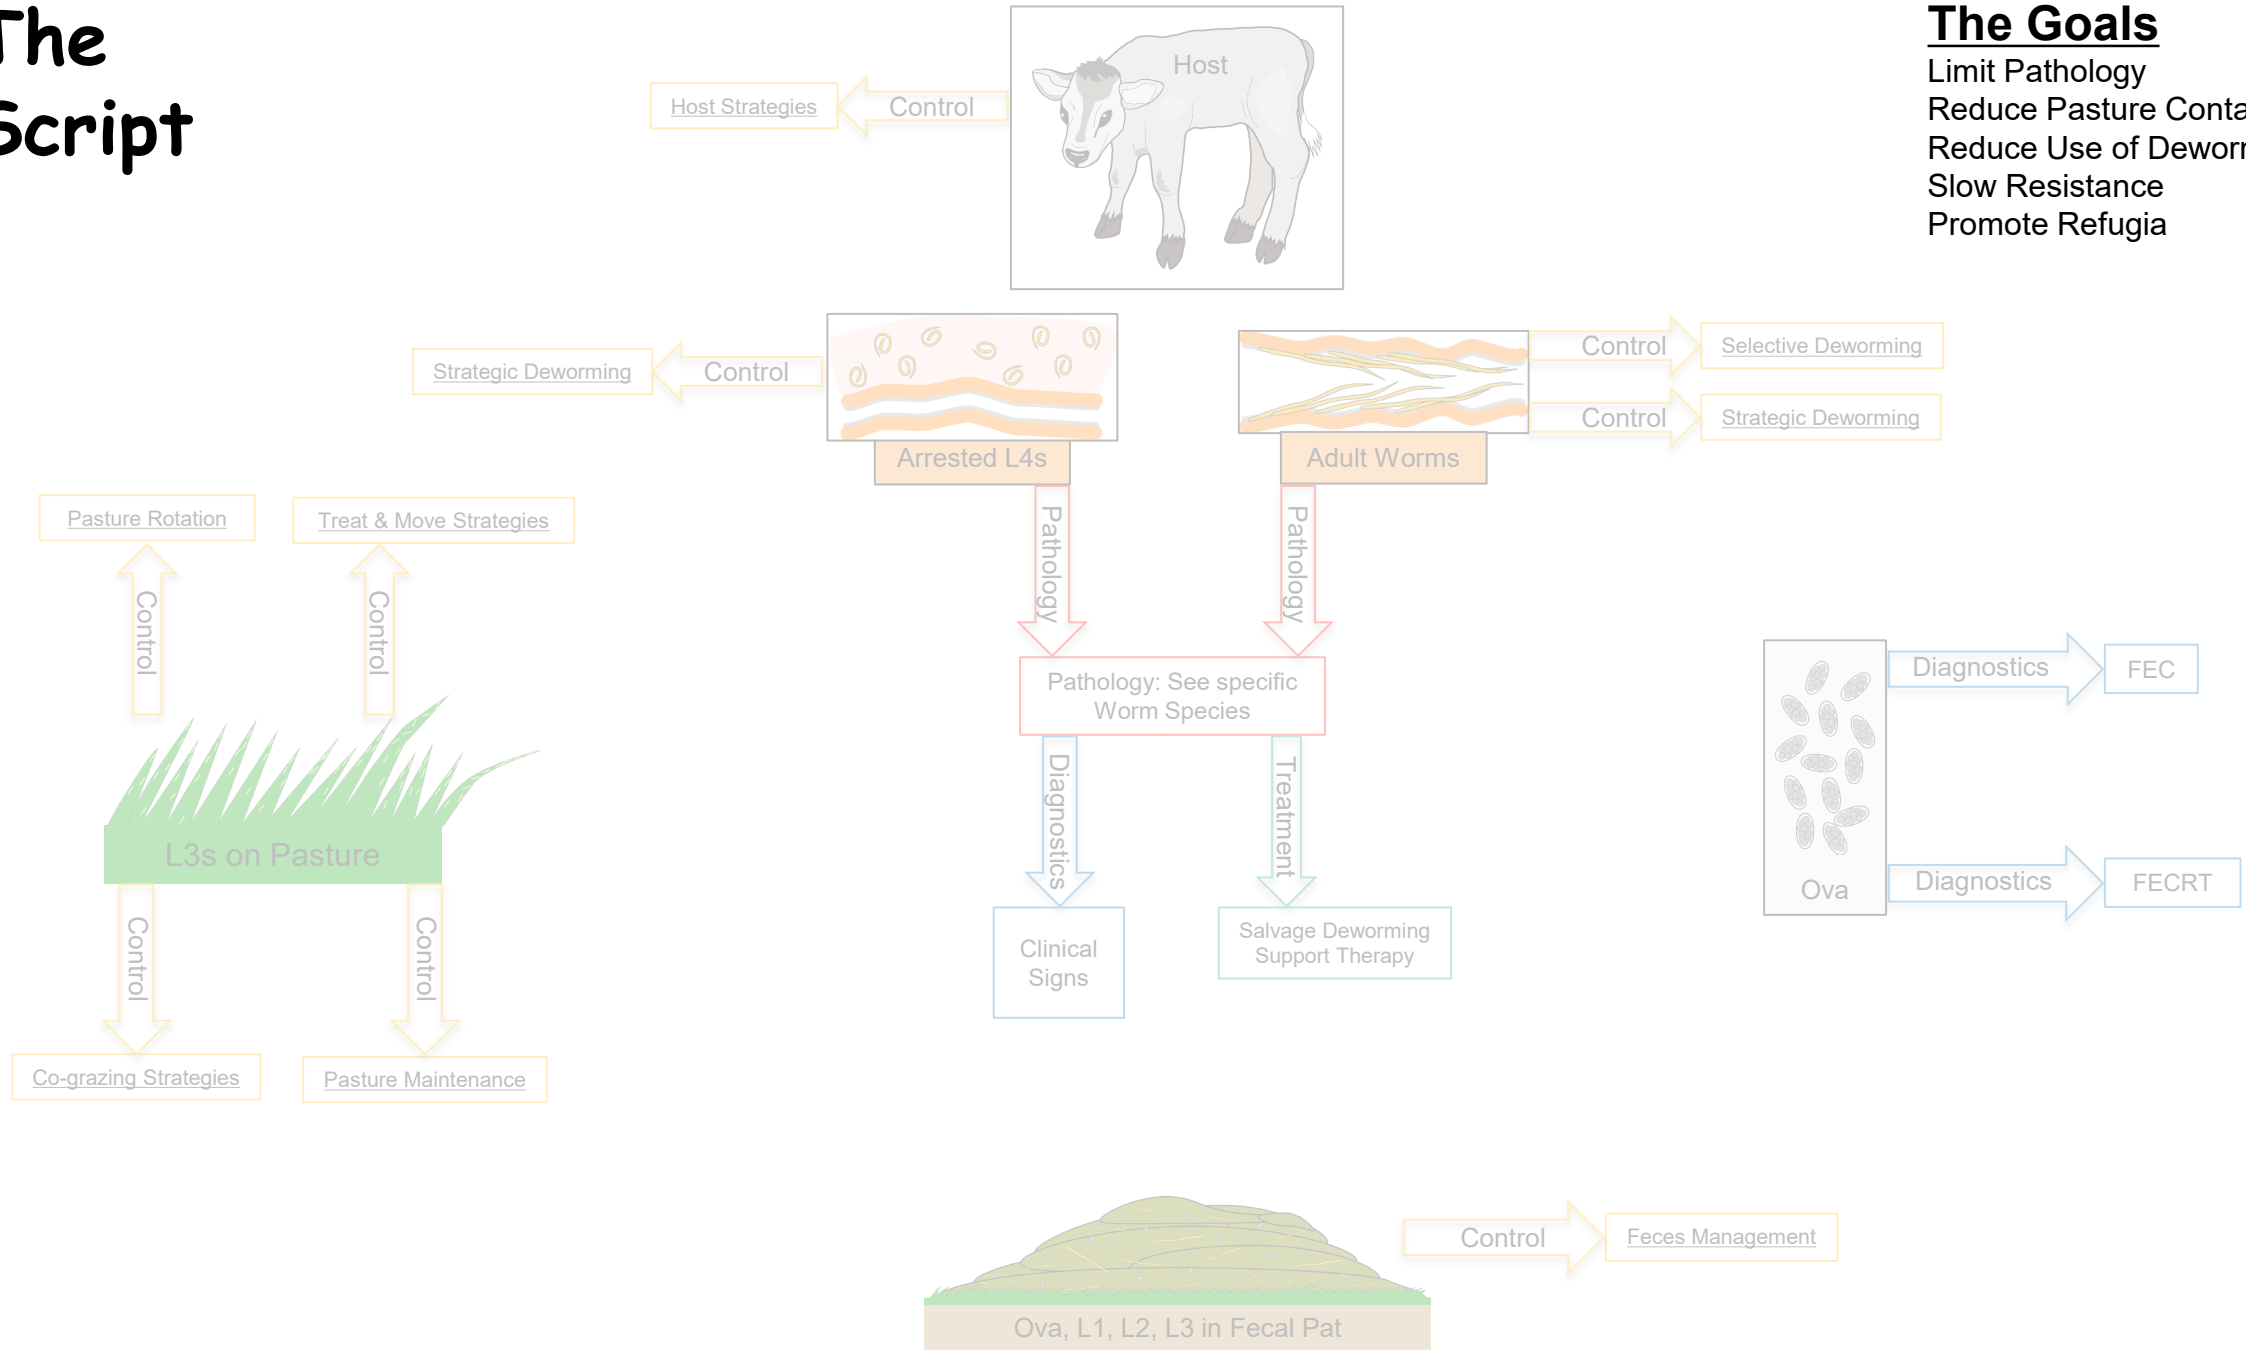 The
Script
The Goals
Limit Pathology
Reduce Pasture
Reduce Use of
Slow Resistance
Promote Refugia
Host
Control
Host Strategies
Control
Strategic Deworming
Control
Selective Deworming
Control
Strategic Deworming
Arrested L4s
Adult Worms
Pathology
Pathology
Pasture Rotation
Treat & Move Strategies
Control
Control
L3s on Pasture
Control
Control
Co-grazing Strategies
Pasture Maintenance
Pathology: See specific
Worm Species
Diagnostics
Treatment
Clinical
Signs
Salvage Deworming
Support Therapy
Ova
Diagnostics
FEC
Diagnostics
FECRT
Control
Feces Management
Ova, L1, L2, L3 in Fecal Pat